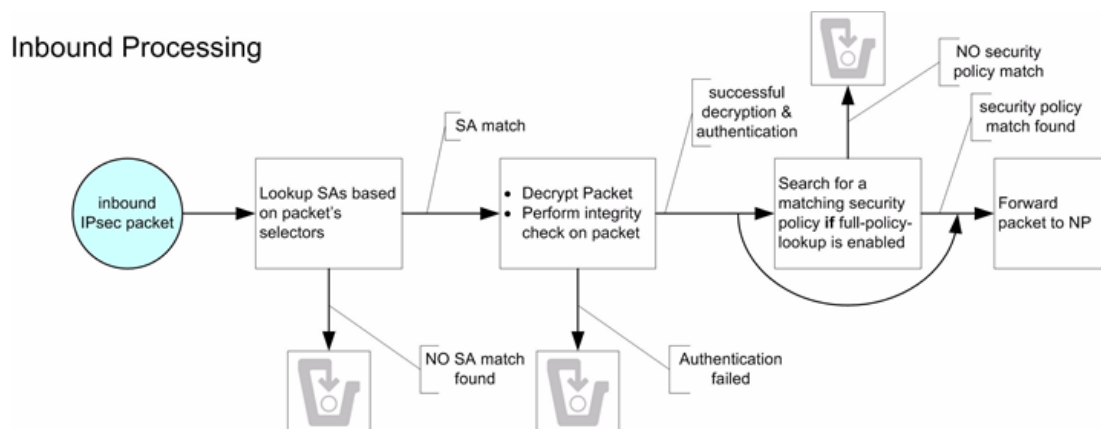 Inbound Processing
NO security
policy match
successful
decryption &
authentication
security policy
match found
SA match
inbound
IPsec packet
Lookup SAs based
on packet's
selectors
• Decrypt Packet
• Perform integrity
check on packet
Search for a
matching security
policy if full-policy-
lookup is enabled
Forward
packet to NP
NO SA match
found
Authentication
failed